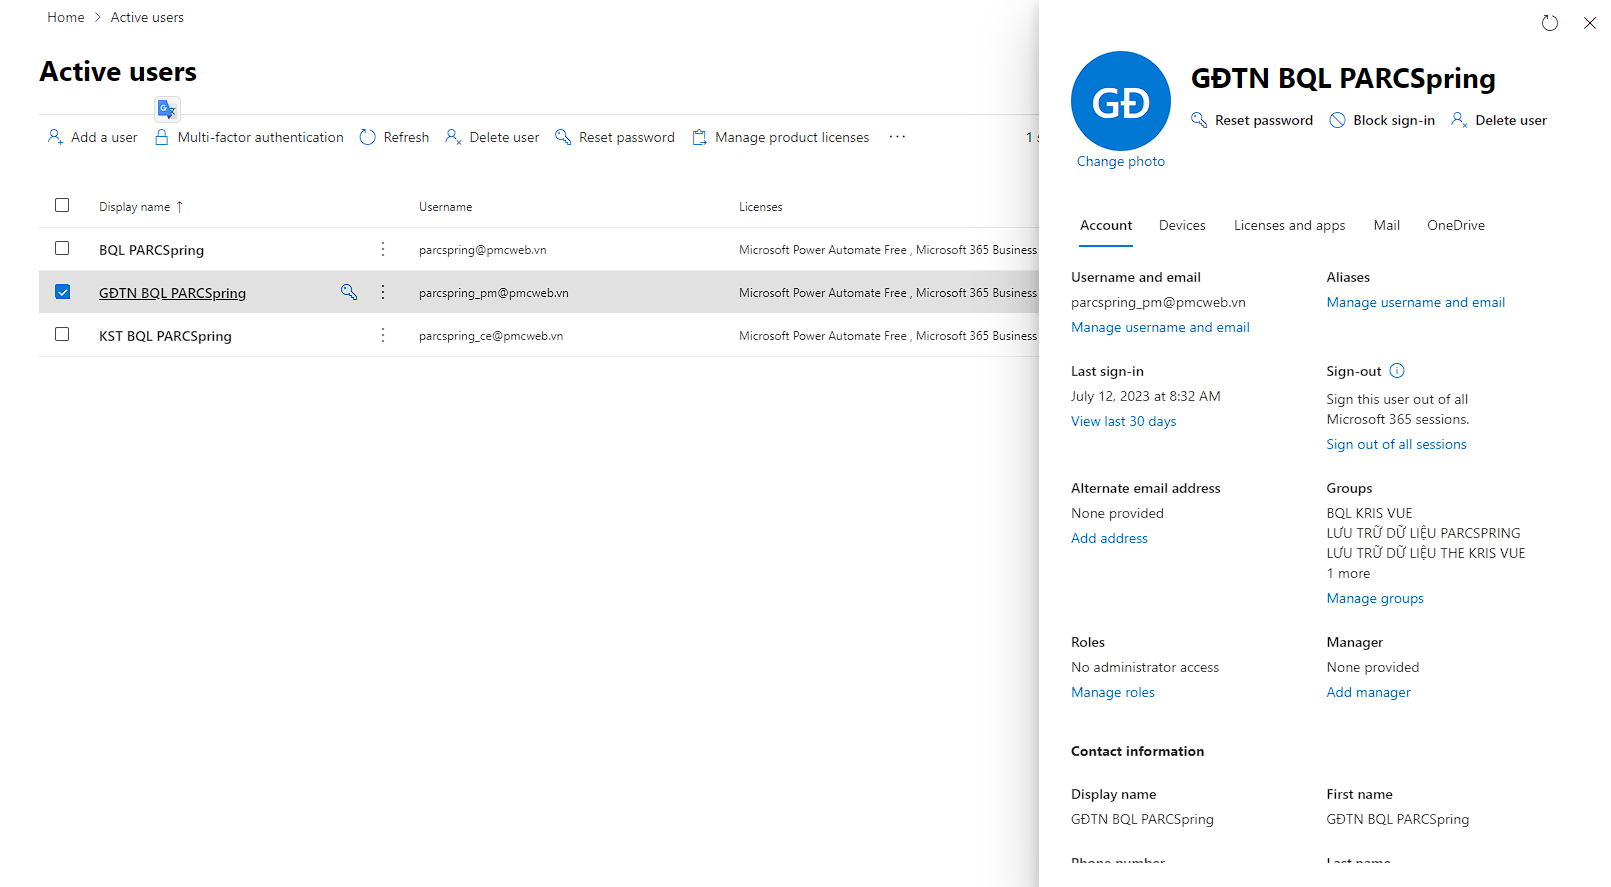 Home > Active users
Active users
Add a user Multi-factor authentication Refresh Delete user Reset password Manage product licenses ··· 1
Display name ↑ Username Licenses
BQL PARCSpring parcspring@pmcweb.vn Microsoft Power Automate Free , Microsoft 365 Business
GĐTN BQL PARCSpring parcspring_pm@pmcweb.vn Microsoft Power Automate Free , Microsoft 365 Business
KST BQL PARCSpring parcspring_ce@pmcweb.vn Microsoft Power Automate Free , Microsoft 365 Business
GĐ
Change photo
GĐTN BQL PARCSpring
Reset password Block sign-in Delete user
Account Devices Licenses and apps Mail OneDrive
Username and email
parcspring_pm@pmcweb.vn
Manage username and email
Aliases
Manage username and email
Last sign-in
July 12, 2023 at 8:32 AM
View last 30 days
Sign-out
Sign this user out of all
Microsoft 365 sessions.
Sign out of all sessions
Alternate email address
None provided
Add address
Groups
BQL KRIS VUE
LƯU TRỮ DỮ LIỆU PARCSPRING
LƯU TRỮ DỮ LIỆU THE KRIS VUE
1 more
Manage groups
Roles
No administrator access
Manage roles
Manager
None provided
Add manager
Contact information
Display name
GĐTN BQL PARCSpring
First name
GĐTN BQL PARCSpring
Phone number
Last name